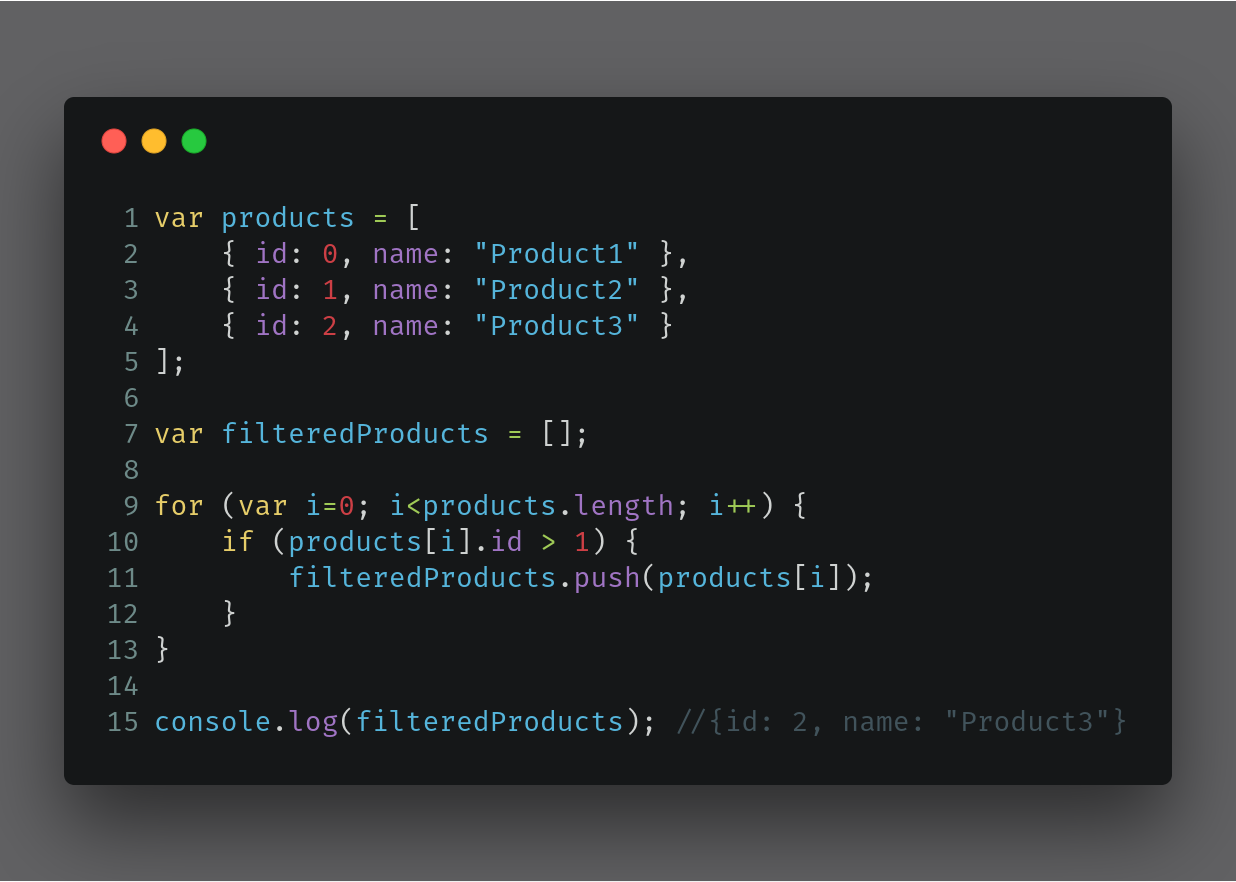 1 var products = [
2     { id: 0, name: "Product1" },
3     { id: 1, name: "Product2" },
4     { id: 2, name: "Product3" }
5 ];
6
7 var filteredProducts = [];
8
9 for (var i=0; i<products.length; i++) {
10     if (products[i].id > 1) {
11         filteredProducts.push(products[i]);
12     }
13 }
14
15 console.log(filteredProducts); //{id: 2, name: "Product3"}